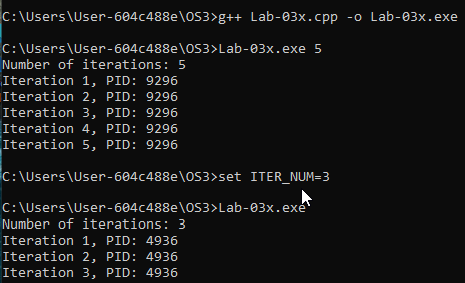 C:\Users\User-604c488e\OS3>g++ Lab-03x.cpp -o Lab-03x.exe
C:\Users\User-604c488e\OS3>Lab-03x.exe 5
Number of iterations: 5
Iteration 1, PID: 9296
Iteration 2, PID: 9296
Iteration 3, PID: 9296
Iteration 4, PID: 9296
Iteration 5, PID: 9296
C:\Users\User-604c488e\OS3>set ITER_NUM=3
C:\Users\User-604c488e\OS3>Lab-03x.exe
Number of iterations: 3
Iteration 1, PID: 4936
Iteration 2, PID: 4936
Iteration 3, PID: 4936